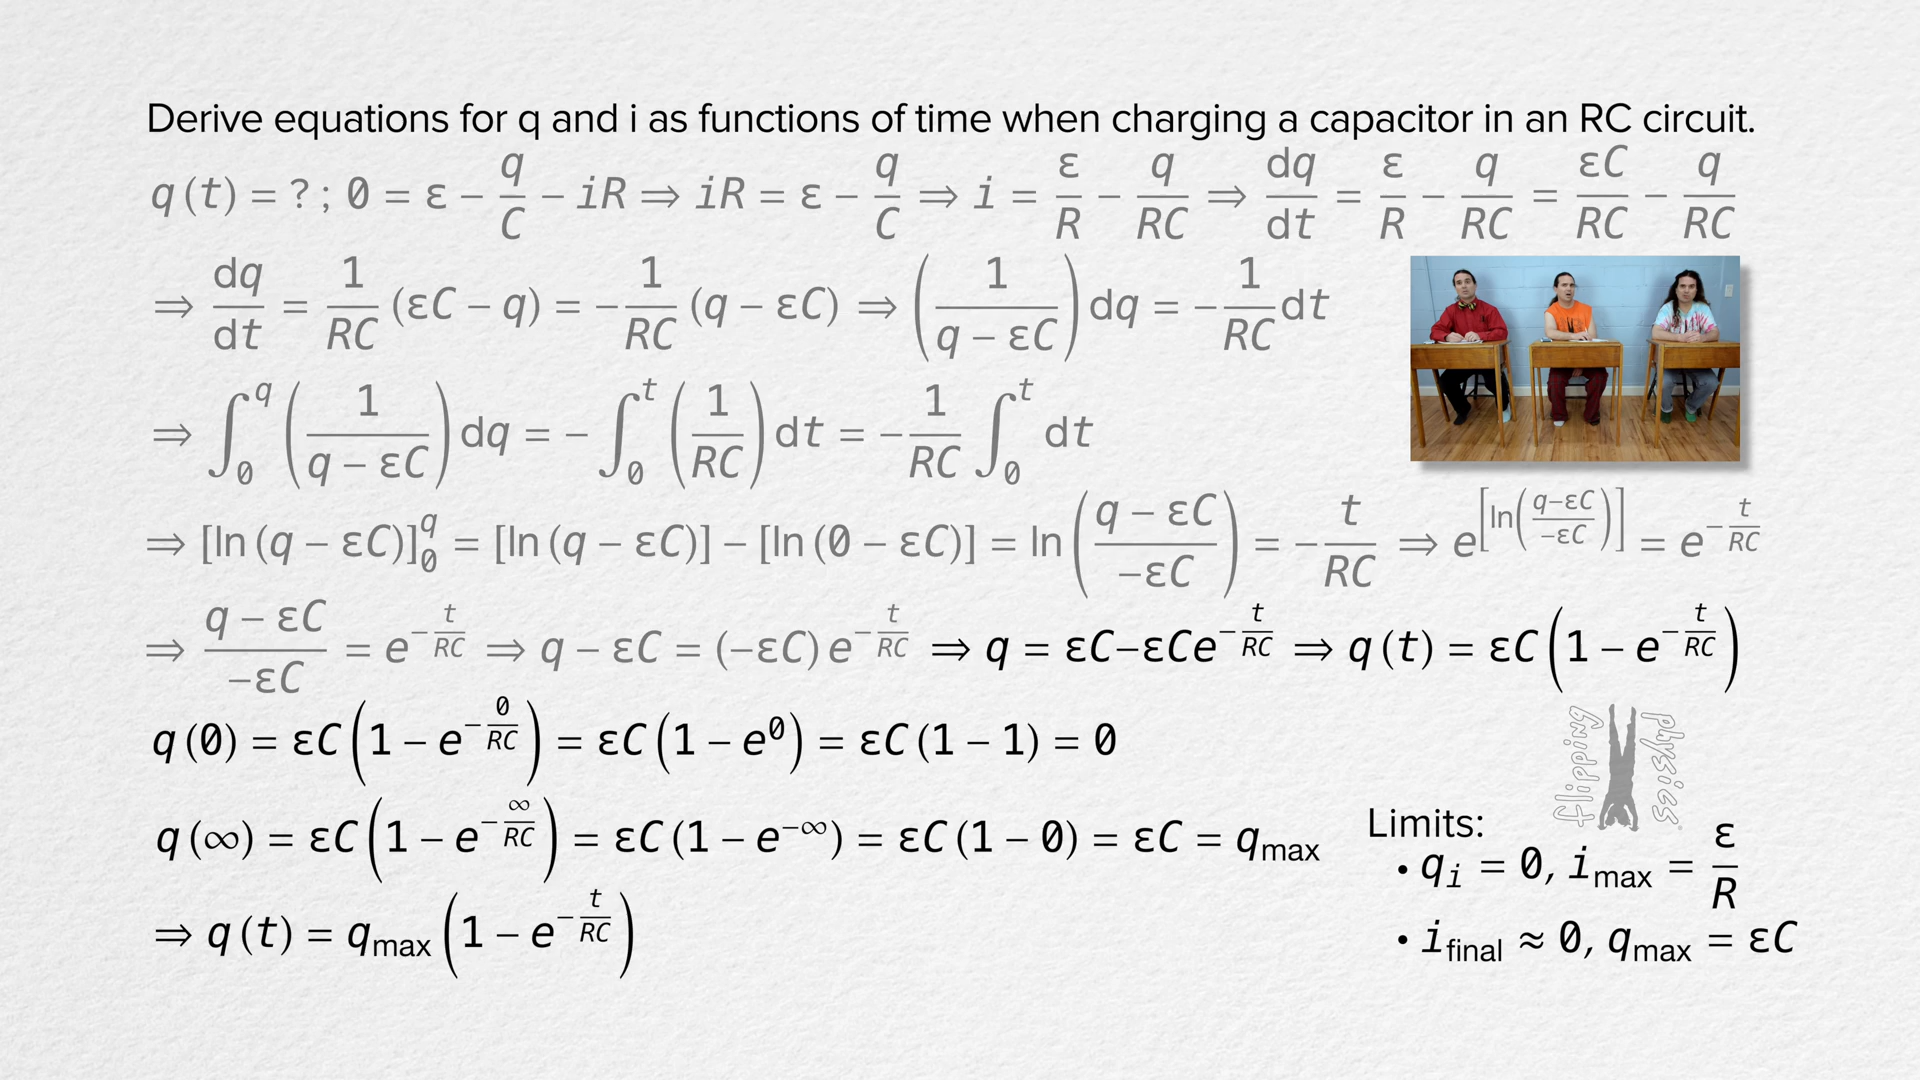 Derive equations for q and i as functions of time when charging a capacitor in an RC circuit.
q(t) = ?; 0 = ε − q/C − iR ⇒ iR = ε − q/C ⇒ i = ε/R − q/RC ⇒ dq/dt = ε/R − q/RC = εC/RC − q/RC
⇒ dq/dt = 1/RC (εC − q) = −1/RC (q − εC) ⇒ (1/(q − εC)) dq = −1/RC dt
⇒ ∫₀^q (1/(q − εC)) dq = −∫₀^t (1/RC) dt = −1/RC ∫₀^t dt
⇒ [ln(q − εC)]₀^q = [ln(q − εC)] − [ln(0 − εC)] = ln((q − εC)/−εC) = −t/RC ⇒ e^[ln((q−εC)/−εC)] = e^(−t/RC)
⇒ (q − εC)/−εC = e^(−t/RC) ⇒ q − εC = (−εC)e^(−t/RC) ⇒ q = εC−εCe^(−t/RC) ⇒ q(t) = εC(1 − e^(−t/RC))
q(0) = εC(1 − e^(−0/RC)) = εC(1 − e⁰) = εC(1 − 1) = 0
flipping physics
q(∞) = εC(1 − e^(−∞/RC)) = εC(1 − e^(−∞)) = εC(1 − 0) = εC = q_max
⇒ q(t) = q_max(1 − e^(−t/RC))
Limits:
• q_i = 0, i_max = ε/R
• i_final ≈ 0, q_max = εC